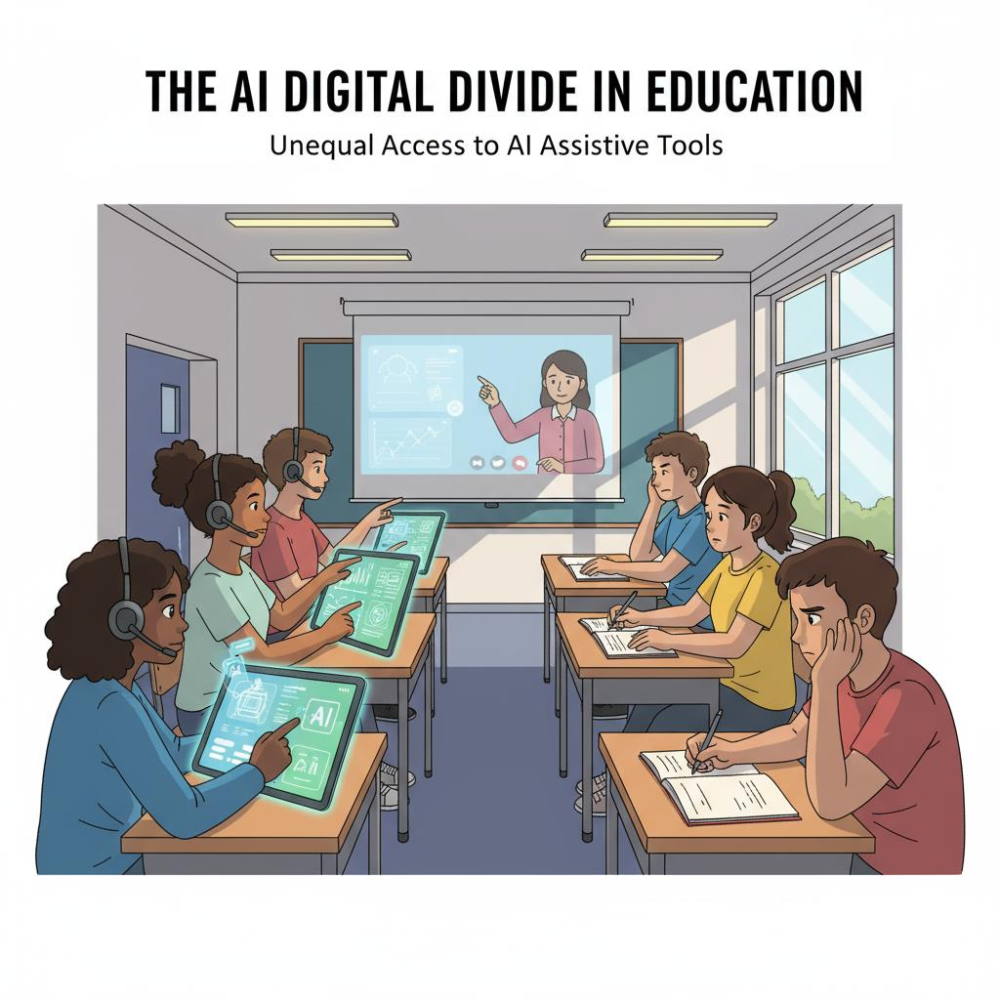 THE AI DIGITAL DIVIDE IN EDUCATION
Unequal Access to AI Assistive Tools
AI